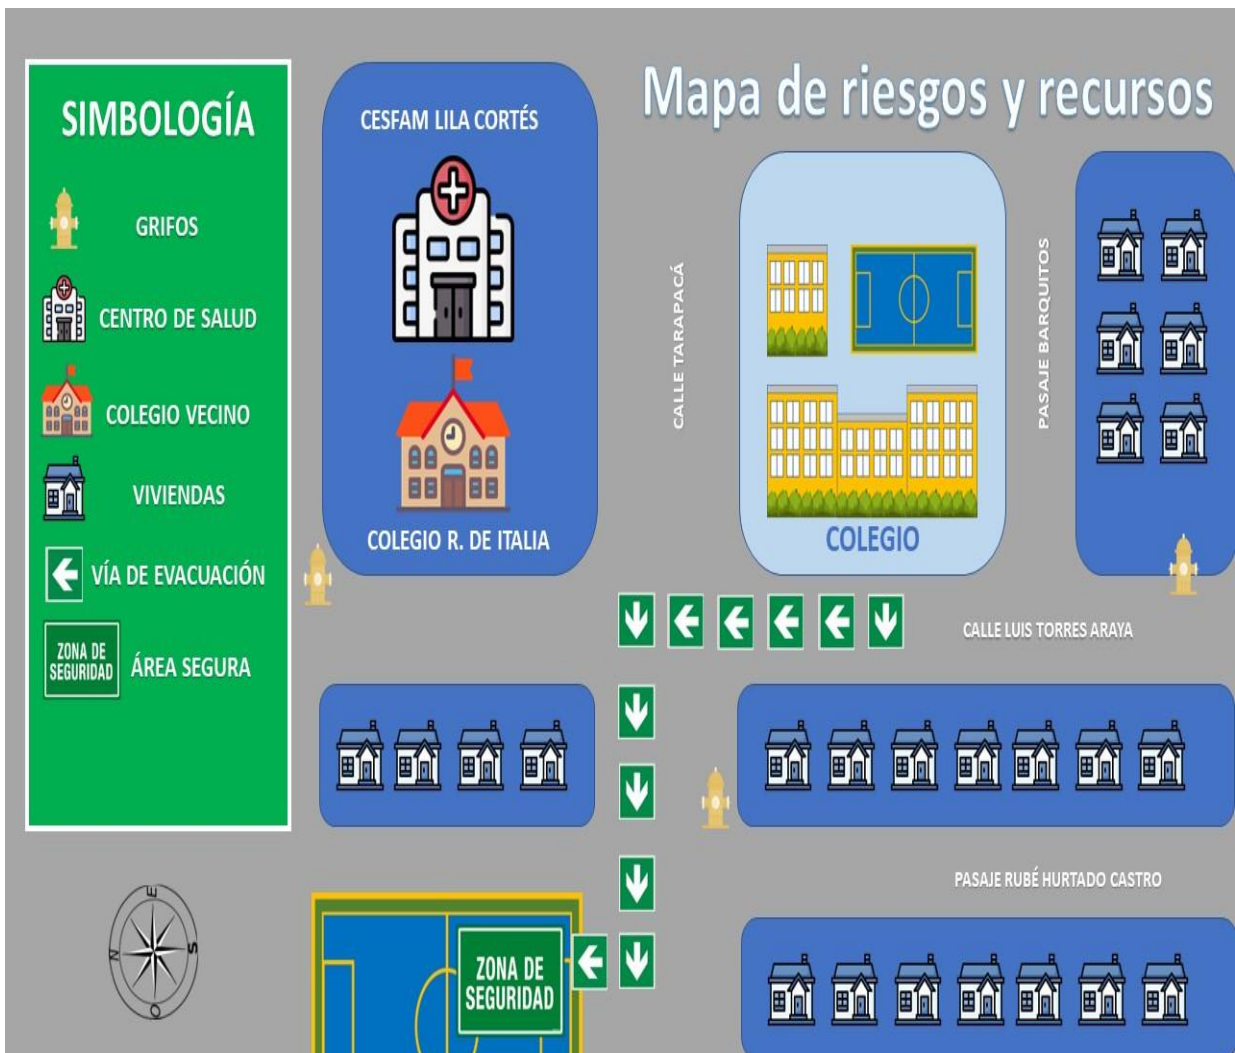 Mapa de riesgos y recursos
SIMBOLOGÍA
GRIFOS
CENTRO DE SALUD
COLEGIO VECINO
VIVIENDAS
VÍA DE EVACUACIÓN
ZONA DE
SEGURIDAD
ÁREA SEGURA
CESFAM LILA CORTÉS
COLEGIO R. DE ITALIA
CALLE TARAPACÁ
COLEGIO
PASAJE BARQUITOS
CALLE LUIS TORRES ARAYA
PASAJE RUBÉ HURTADO CASTRO
ZONA DE
SEGURIDAD
E
N
S
O